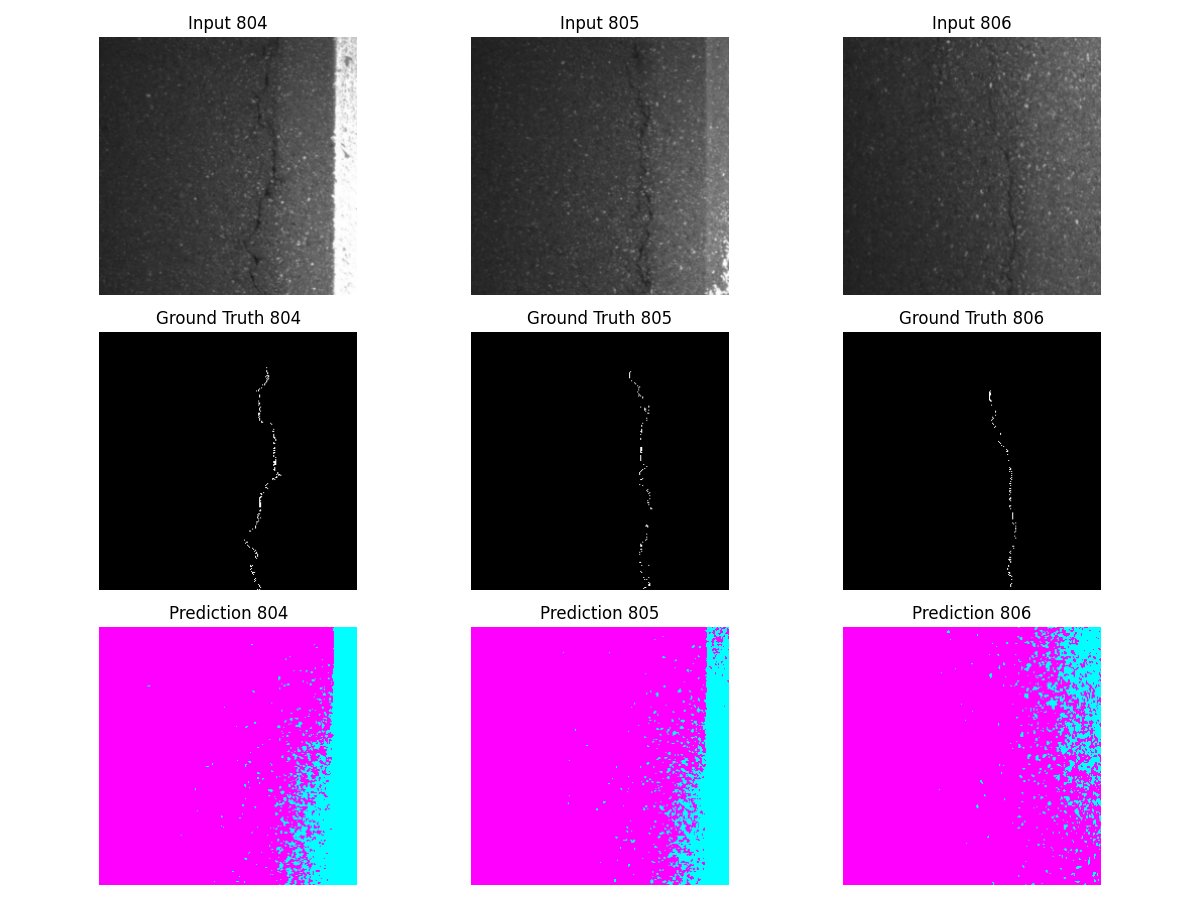 Input 804
Input 805
Input 806
Ground Truth 804
Ground Truth 805
Ground Truth 806
Prediction 804
Prediction 805
Prediction 806